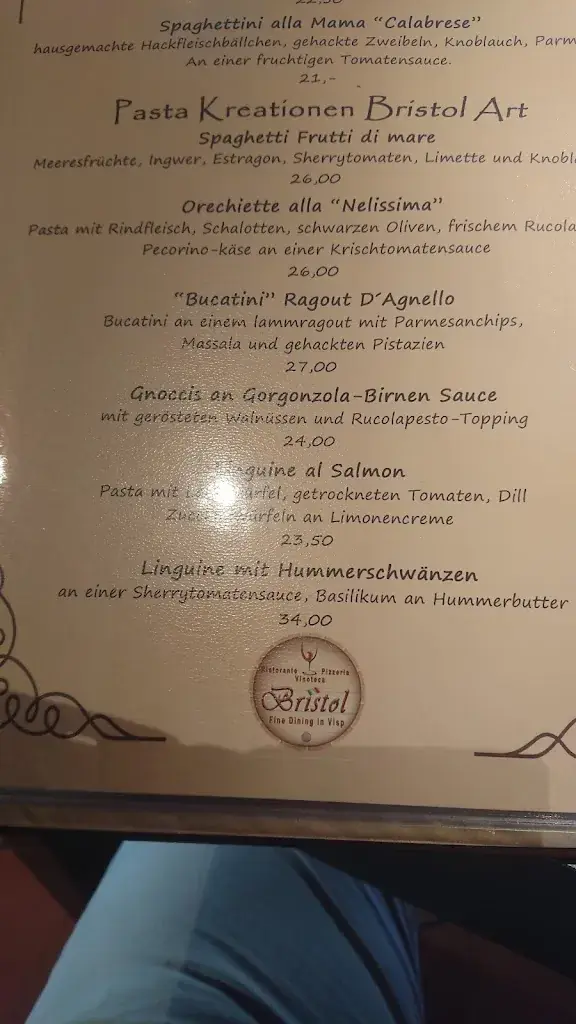 22,50
Spaghettini alla Mama "Calabrese"
hausgemachte Hackfleischbällchen, gehackte Zweibeln, Knoblauch, Parm
An einer fruchtigen Tomatensauce.
21,-
Pasta Kreationen Bristol Art
Spaghetti Frutti di mare
Meeresfrüchte, Ingwer, Estragon, Sherrytomaten, Limette und Knobl
26,00
Orechiette alla "Nelissima"
Pasta mit Rindfleisch, Schalotten, schwarzen Oliven, frischem Rucola
Pecorino-käse an einer Krischtomatensauce
26,00
"Bucatini" Ragout D´Agnello
Bucatini an einem lammragout mit Parmesanchips,
Massala und gehackten Pistazien
27,00
Gnoccis an Gorgonzola-Birnen Sauce
mit gerösteten Walnüssen und Rucolapesto-Topping
24,00
Linguine al Salmon
Pasta mit getrockneten Tomaten, Dill
an Limonencreme
23,50
Linguine mit Hummerschwänzen
an einer Sherrytomatensauce, Basilikum an Hummerbutter
34,00
Ristorante Pizzeria
Vinoteca
Bristol
Fine Dining in Visp